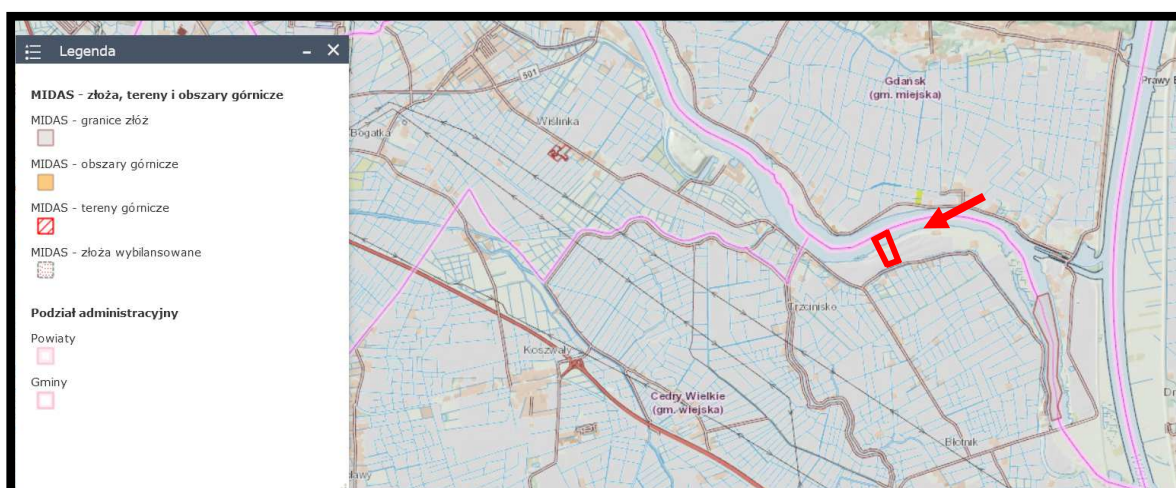 Legenda
MIDAS - złoża, tereny i obszary górnicze
MIDAS - granice złóż
MIDAS - obszary górnicze
MIDAS - tereny górnicze
MIDAS - złoża wybilansowane
Podział administracyjny
Powiaty
Gminy
501
Gdańsk
(gm. miejska)
Prawy
Wiślinka
Bogatka
Trzcinisko
Koszwały
Cedry Wielkie
(gm. wiejska)
Błotnik